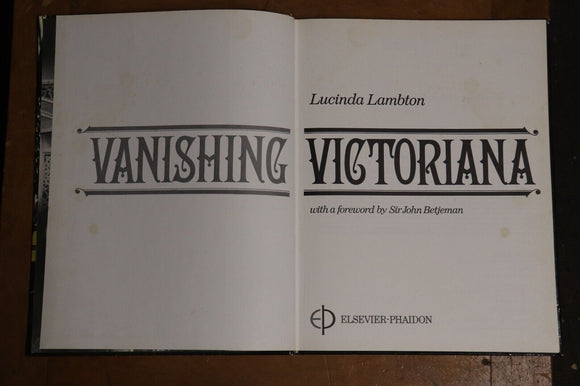 Lucinda Lambton
VANISHING VICTORIANA
with a foreword by Sir John Betjeman
EP ELSEVIER-PHAIDON